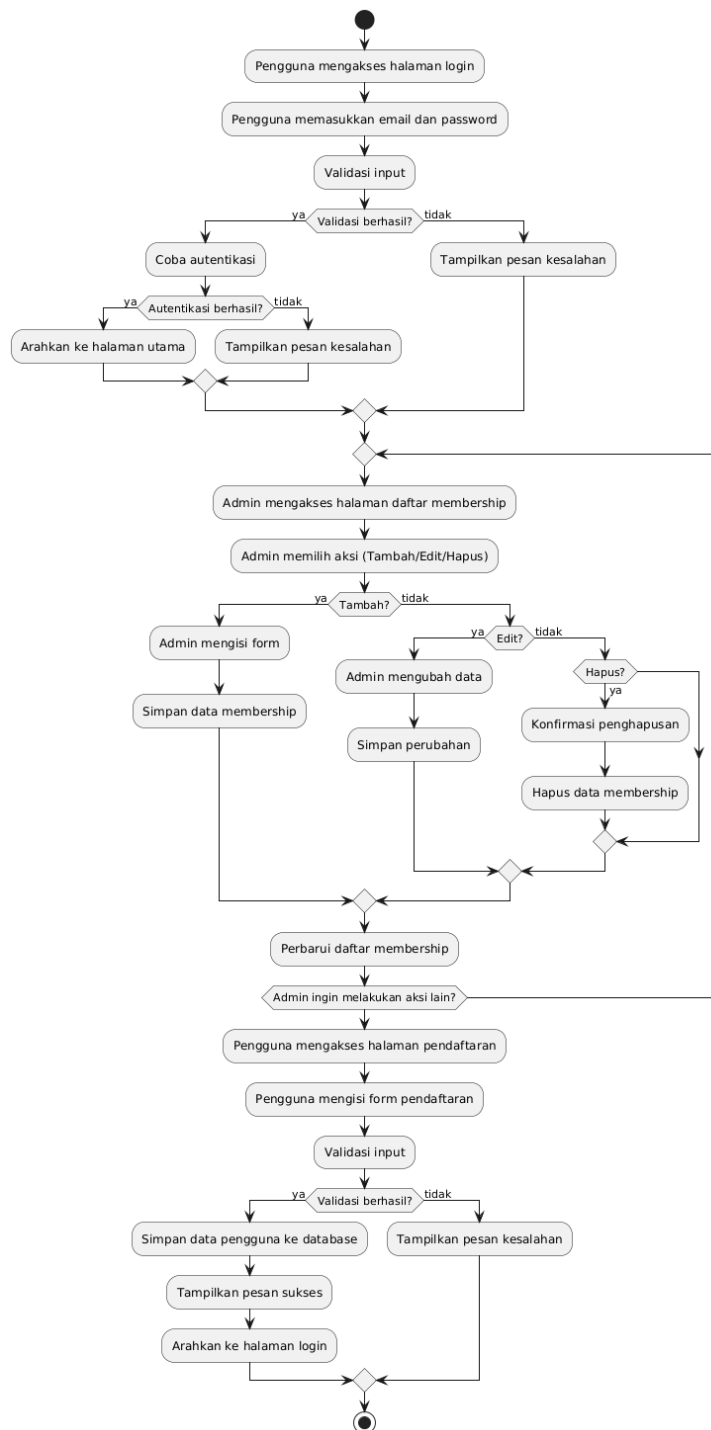 Pengguna mengakses halaman login
Pengguna memasukkan email dan password
Validasi input
ya
Validasi berhasil?
tidak
Coba autentikasi
Tampilkan pesan kesalahan
ya
Autentikasi berhasil?
tidak
Arahkan ke halaman utama
Tampilkan pesan kesalahan
Admin mengakses halaman daftar membership
Admin memilih aksi (Tambah/Edit/Hapus)
ya
Tambah?
tidak
Admin mengisi form
Simpan data membership
ya
Edit?
tidak
Admin mengubah data
Simpan perubahan
Hapus?
ya
Konfirmasi penghapusan
Hapus data membership
Perbarui daftar membership
Admin ingin melakukan aksi lain?
Pengguna mengakses halaman pendaftaran
Pengguna mengisi form pendaftaran
Validasi input
ya
Validasi berhasil?
tidak
Simpan data pengguna ke database
Tampilkan pesan kesalahan
Tampilkan pesan sukses
Arahkan ke halaman login